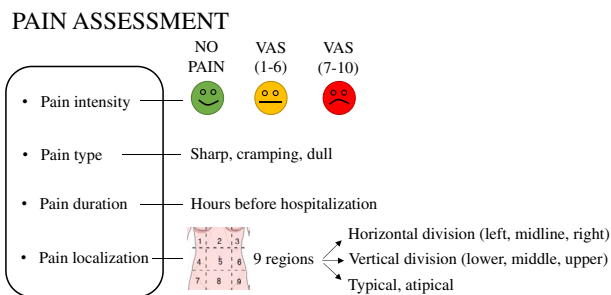 PAIN ASSESSMENT
NO PAIN
VAS (1-6)
VAS (7-10)
• Pain intensity
• Pain type
Sharp, cramping, dull
• Pain duration
Hours before hospitalization
• Pain localization
1 2 3
4 5 6
7 8 9
9 regions
Horizontal division (left, midline, right)
Vertical division (lower, middle, upper)
Typical, atipical